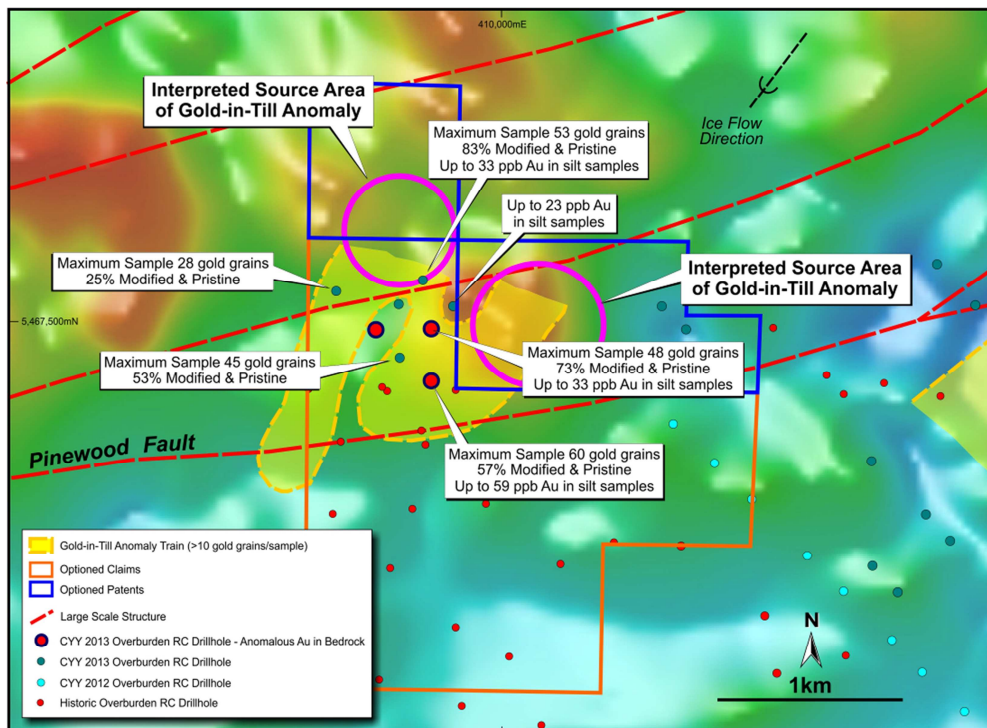 410,000mE
Interpreted Source Area
of Gold-in-Till Anomaly
Ice Flow
Direction
Maximum Sample 53 gold grains
83% Modified & Pristine
Up to 33 ppb Au in silt samples
Up to 23 ppb Au
in silt samples
Maximum Sample 28 gold grains
25% Modified & Pristine
Interpreted Source Area
of Gold-in-Till Anomaly
5,467,500mN
Maximum Sample 45 gold grains
53% Modified & Pristine
Maximum Sample 48 gold grains
73% Modified & Pristine
Up to 33 ppb Au in silt samples
Pinewood Fault
Maximum Sample 60 gold grains
57% Modified & Pristine
Up to 59 ppb Au in silt samples
Gold-in-Till Anomaly Train (>10 gold grains/sample)
Optioned Claims
Optioned Patents
Large Scale Structure
CYY 2013 Overburden RC Drillhole - Anomalous Au in Bedrock
CYY 2013 Overburden RC Drillhole
CYY 2012 Overburden RC Drillhole
Historic Overburden RC Drillhole
N
1km